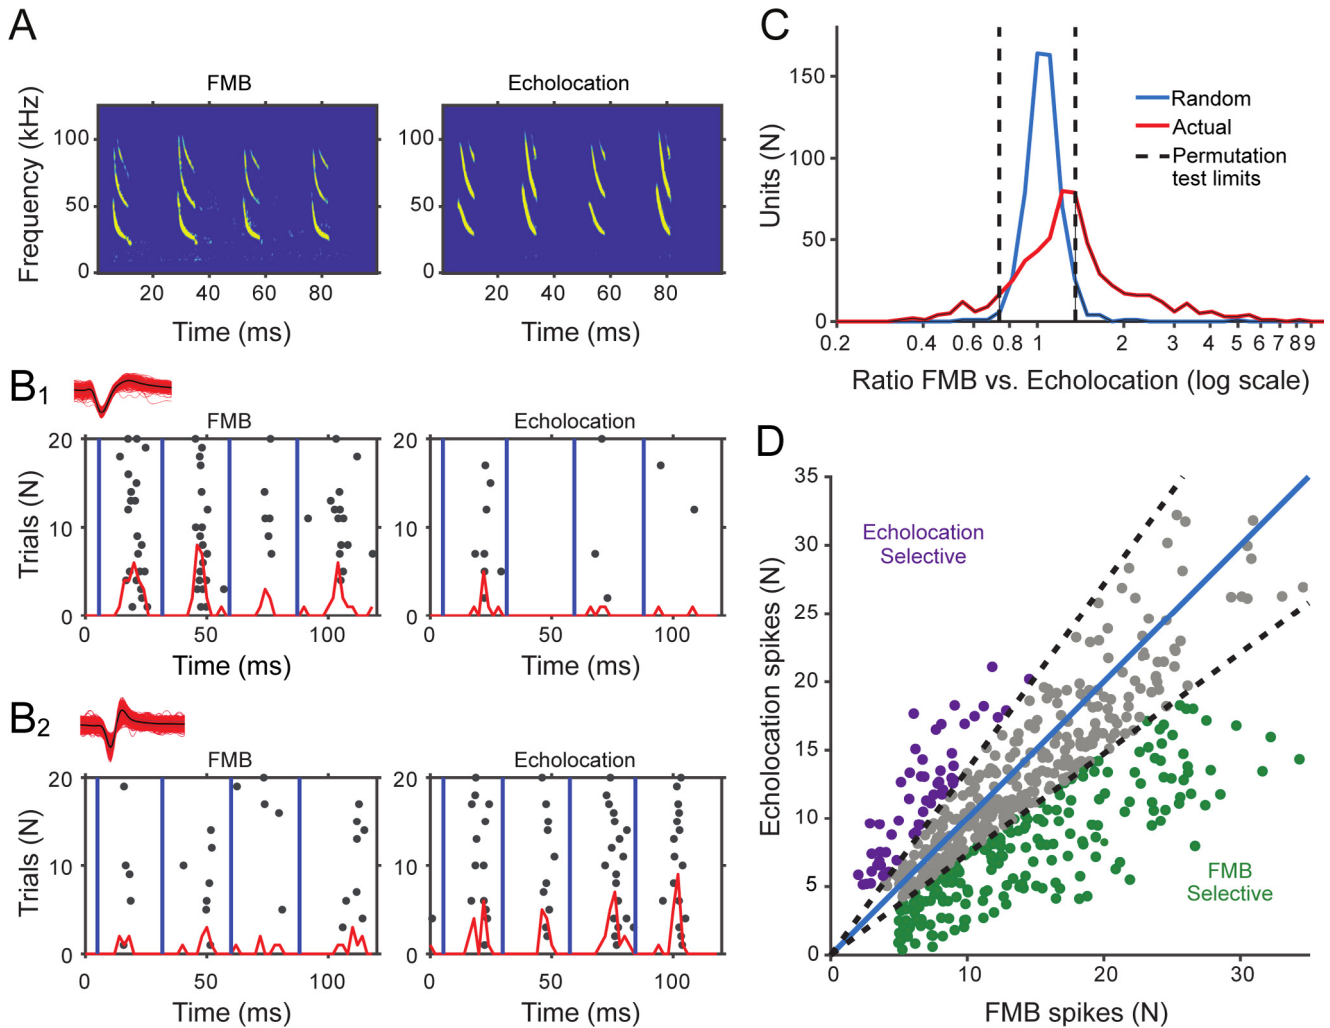 A
FMB
Echolocation
Frequency (kHz)
100
50
0
100
50
0
20
40
60
80
20
40
60
80
Time (ms)
Time (ms)
B1
FMB
Echolocation
Trials (N)
20
10
0
20
10
0
0
50
100
0
50
100
Time (ms)
Time (ms)
B2
FMB
Echolocation
Trials (N)
20
10
0
20
10
0
0
50
100
0
50
100
Time (ms)
Time (ms)
C
Units (N)
150
100
50
0
Random
Actual
Permutation
test limits
0.2
0.4
0.6
0.8
1
2
3
4
5
6
7
8
9
Ratio FMB vs. Echolocation (log scale)
D
Echolocation spikes (N)
35
30
25
20
15
10
5
0
Echolocation
Selective
FMB
Selective
0
10
20
30
FMB spikes (N)